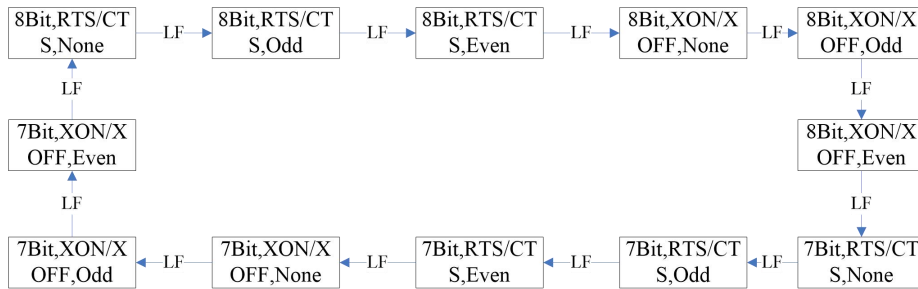 8Bit,RTS/CT
S,None
LF
8Bit,RTS/CT
S,Odd
LF
8Bit,RTS/CT
S,Even
LF
8Bit,XON/X
OFF,None
LF
8Bit,XON/X
OFF,Odd
LF
8Bit,XON/X
OFF,Even
LF
7Bit,RTS/CT
S,None
LF
7Bit,RTS/CT
S,Odd
LF
7Bit,RTS/CT
S,Even
LF
7Bit,XON/X
OFF,None
LF
7Bit,XON/X
OFF,Odd
LF
7Bit,XON/X
OFF,Even
LF